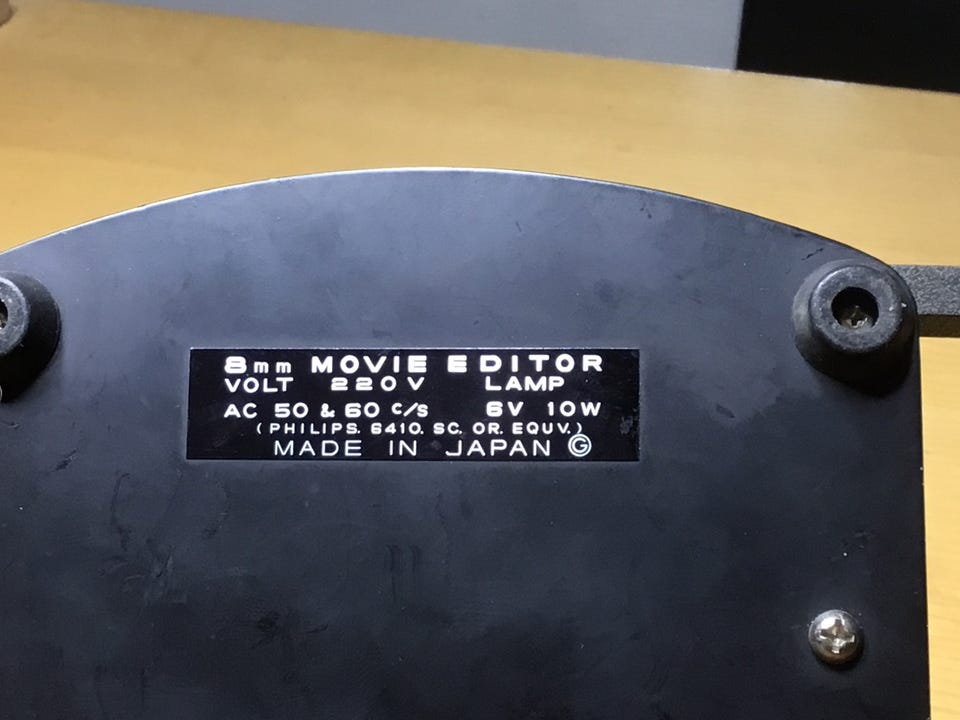 8mm MOVIE EDITOR
VOLT 220V LAMP
AC 50 & 60 c/s 6V 10W
(PHILIPS. 6410. SC. OR. EQUV.)
MADE IN JAPAN G